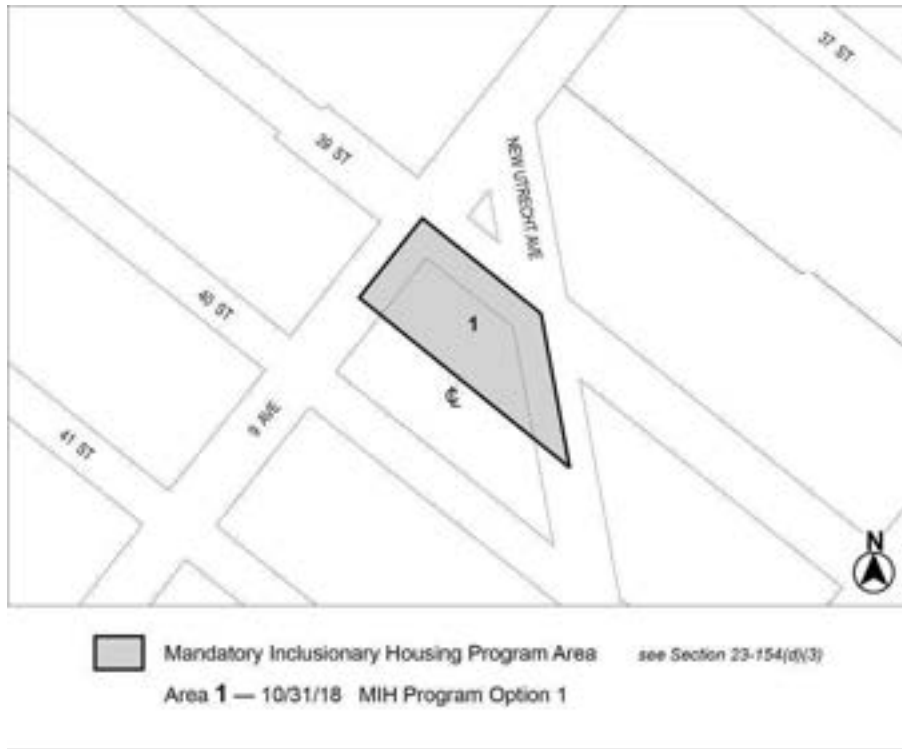 37 ST
39 ST
NEW UTRECHT AVE
40 ST
1
9 AVE
41 ST
N
Mandatory Inclusionary Housing Program Area see Section 23-154(d)(3)
Area 1 — 10/31/18 MIH Program Option 1